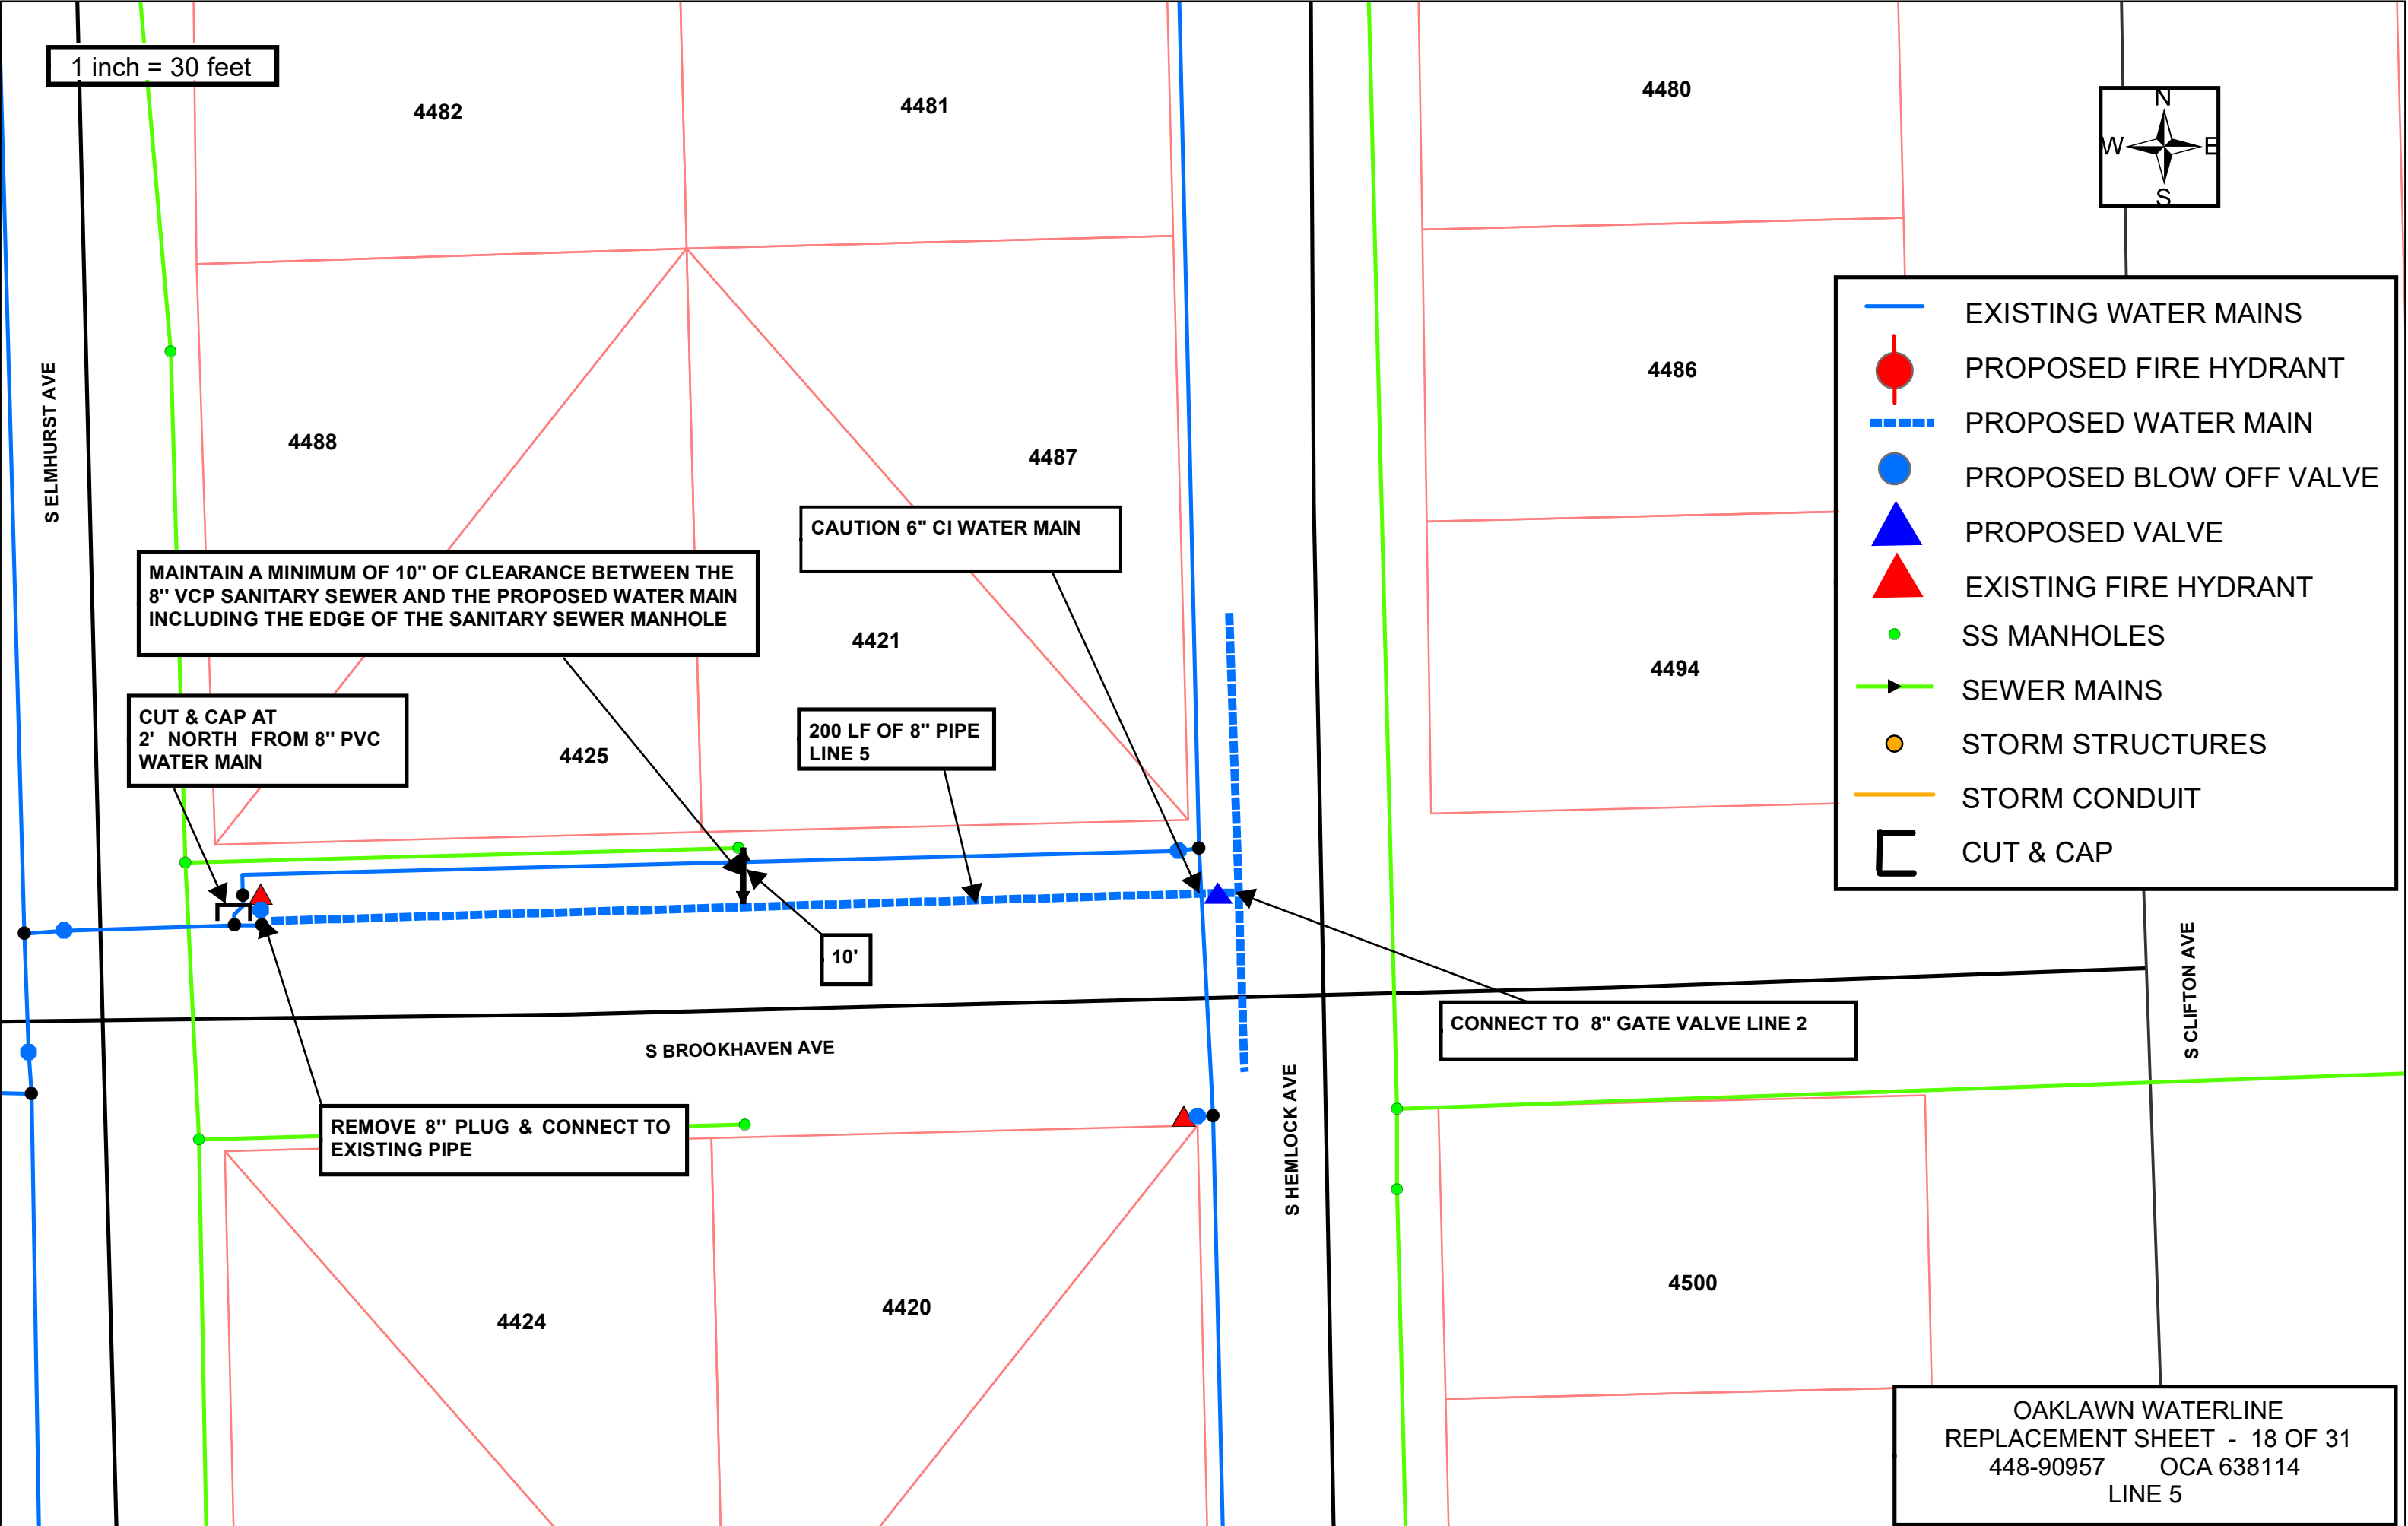 1 inch = 30 feet
4482
4481
4480
N
W E
S
EXISTING WATER MAINS
PROPOSED FIRE HYDRANT
PROPOSED WATER MAIN
PROPOSED BLOW OFF VALVE
PROPOSED VALVE
EXISTING FIRE HYDRANT
SS MANHOLES
SEWER MAINS
STORM STRUCTURES
STORM CONDUIT
CUT & CAP
S ELMHURST AVE
4488
4487
4486
CAUTION 6" CI WATER MAIN
MAINTAIN A MINIMUM OF 10" OF CLEARANCE BETWEEN THE
8" VCP SANITARY SEWER AND THE PROPOSED WATER MAIN
INCLUDING THE EDGE OF THE SANITARY SEWER MANHOLE
4421
4494
CUT & CAP AT
2' NORTH FROM 8" PVC
WATER MAIN
4425
200 LF OF 8" PIPE
LINE 5
10'
S CLIFTON AVE
CONNECT TO 8" GATE VALVE LINE 2
S BROOKHAVEN AVE
S HEMLOCK AVE
REMOVE 8" PLUG & CONNECT TO
EXISTING PIPE
4424
4420
4500
OAKLAWN WATERLINE
REPLACEMENT SHEET - 18 OF 31
448-90957 OCA 638114
LINE 5